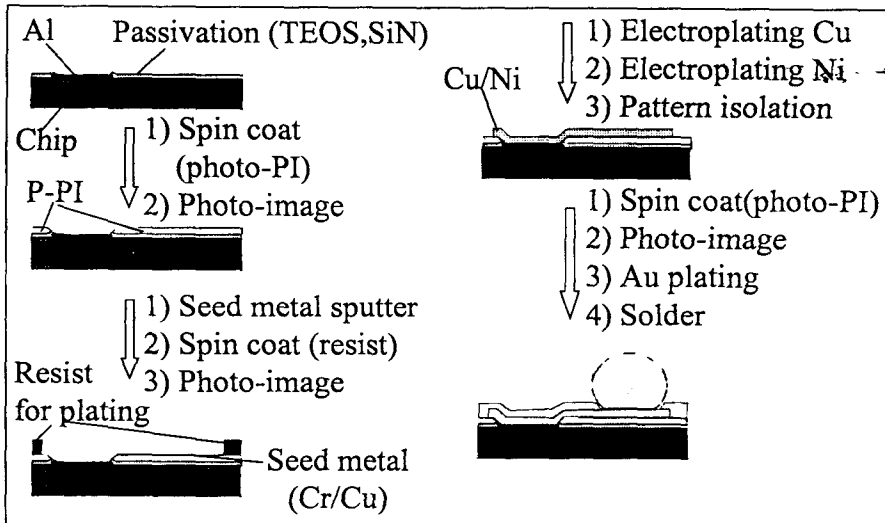 Al
Passivation (TEOS,SiN)
Chip
1) Spin coat
(photo-PI)
2) Photo-image
P-PI
1) Seed metal sputter
2) Spin coat (resist)
3) Photo-image
Resist
for plating
Seed metal
(Cr/Cu)
1) Electroplating Cu
2) Electroplating Ni
3) Pattern isolation
Cu/Ni
1) Spin coat(photo-PI)
2) Photo-image
3) Au plating
4) Solder